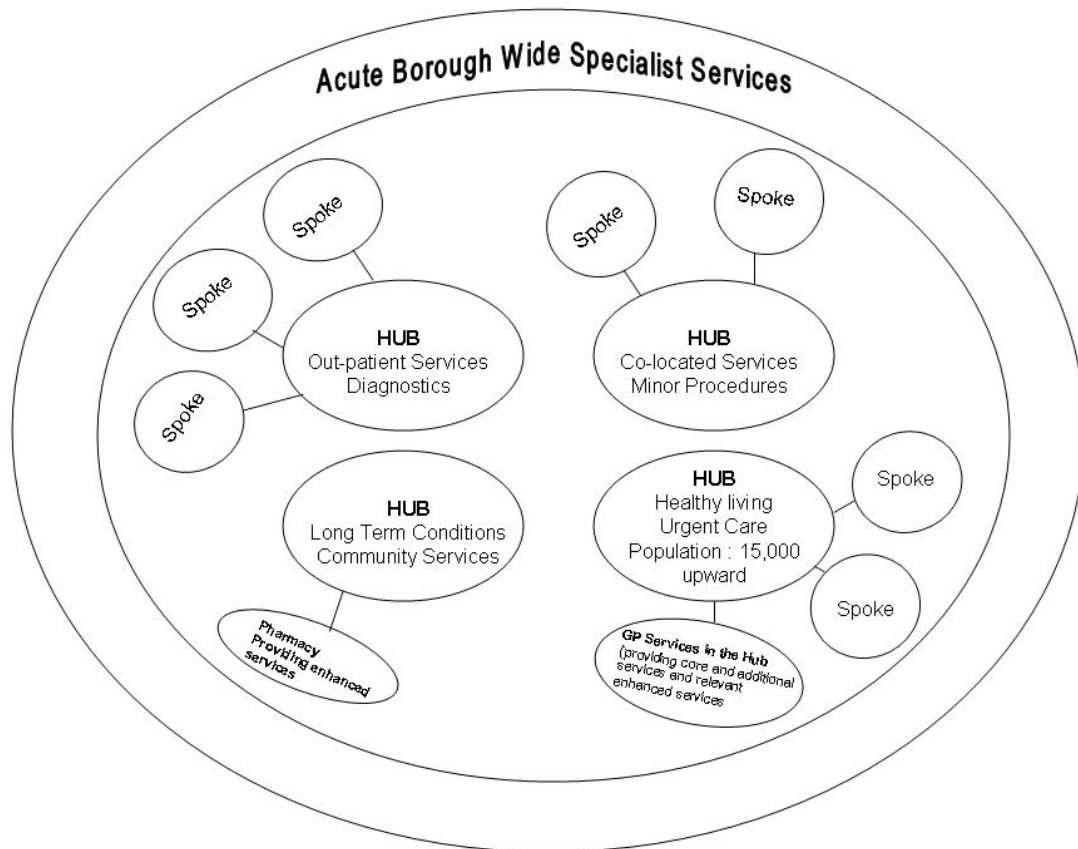 Acute Borough Wide Specialist Services
Spoke
Spoke
Spoke
HUB
Out-patient Services
Diagnostics
Spoke
Spoke
HUB
Co-located Services
Minor Procedures
HUB
Long Term Conditions
Community Services
Pharmacy
Providing enhanced
services
HUB
Healthy living
Urgent Care
Population : 15,000
upward
Spoke
Spoke
GP Services in the Hub
(providing core and additional
services and relevant
enhanced services